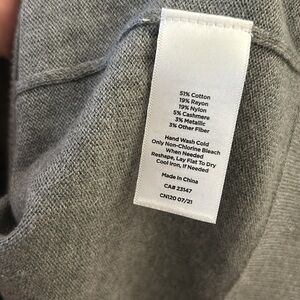 51% Cotton
19% Rayon
19% Nylon
5% Cashmere
3% Metallic
3% Other Fiber
Hand Wash Cold
Only Non-Chlorine Bleach
When Needed
Reshape, Lay Flat To Dry
Cool Iron, If Needed
Made in China
CA# 23147
CN120 07/21